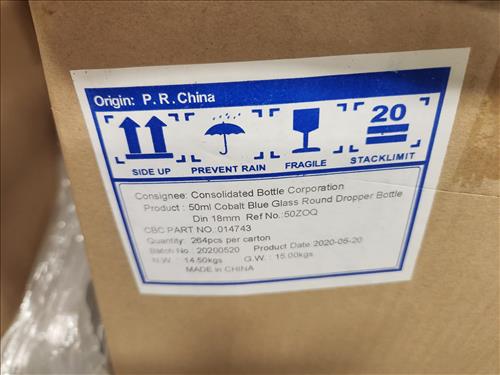 Origin: P.R.China
SIDE UP
PREVENT RAIN
FRAGILE
20
STACKLIMIT
Consignee: Consolidated Bottle Corporation
Product : 50ml Cobalt Blue Glass Round Dropper Bottle
Din 18mm Ref No.:50ZOQ
CBC PART NO. 014743
Quantity: 264pcs per carton
Batch No : 20200520 Product Date:2020-05-20
N.W. : 14.50kgs G.W. : 15.00kgs
MADE in CHINA